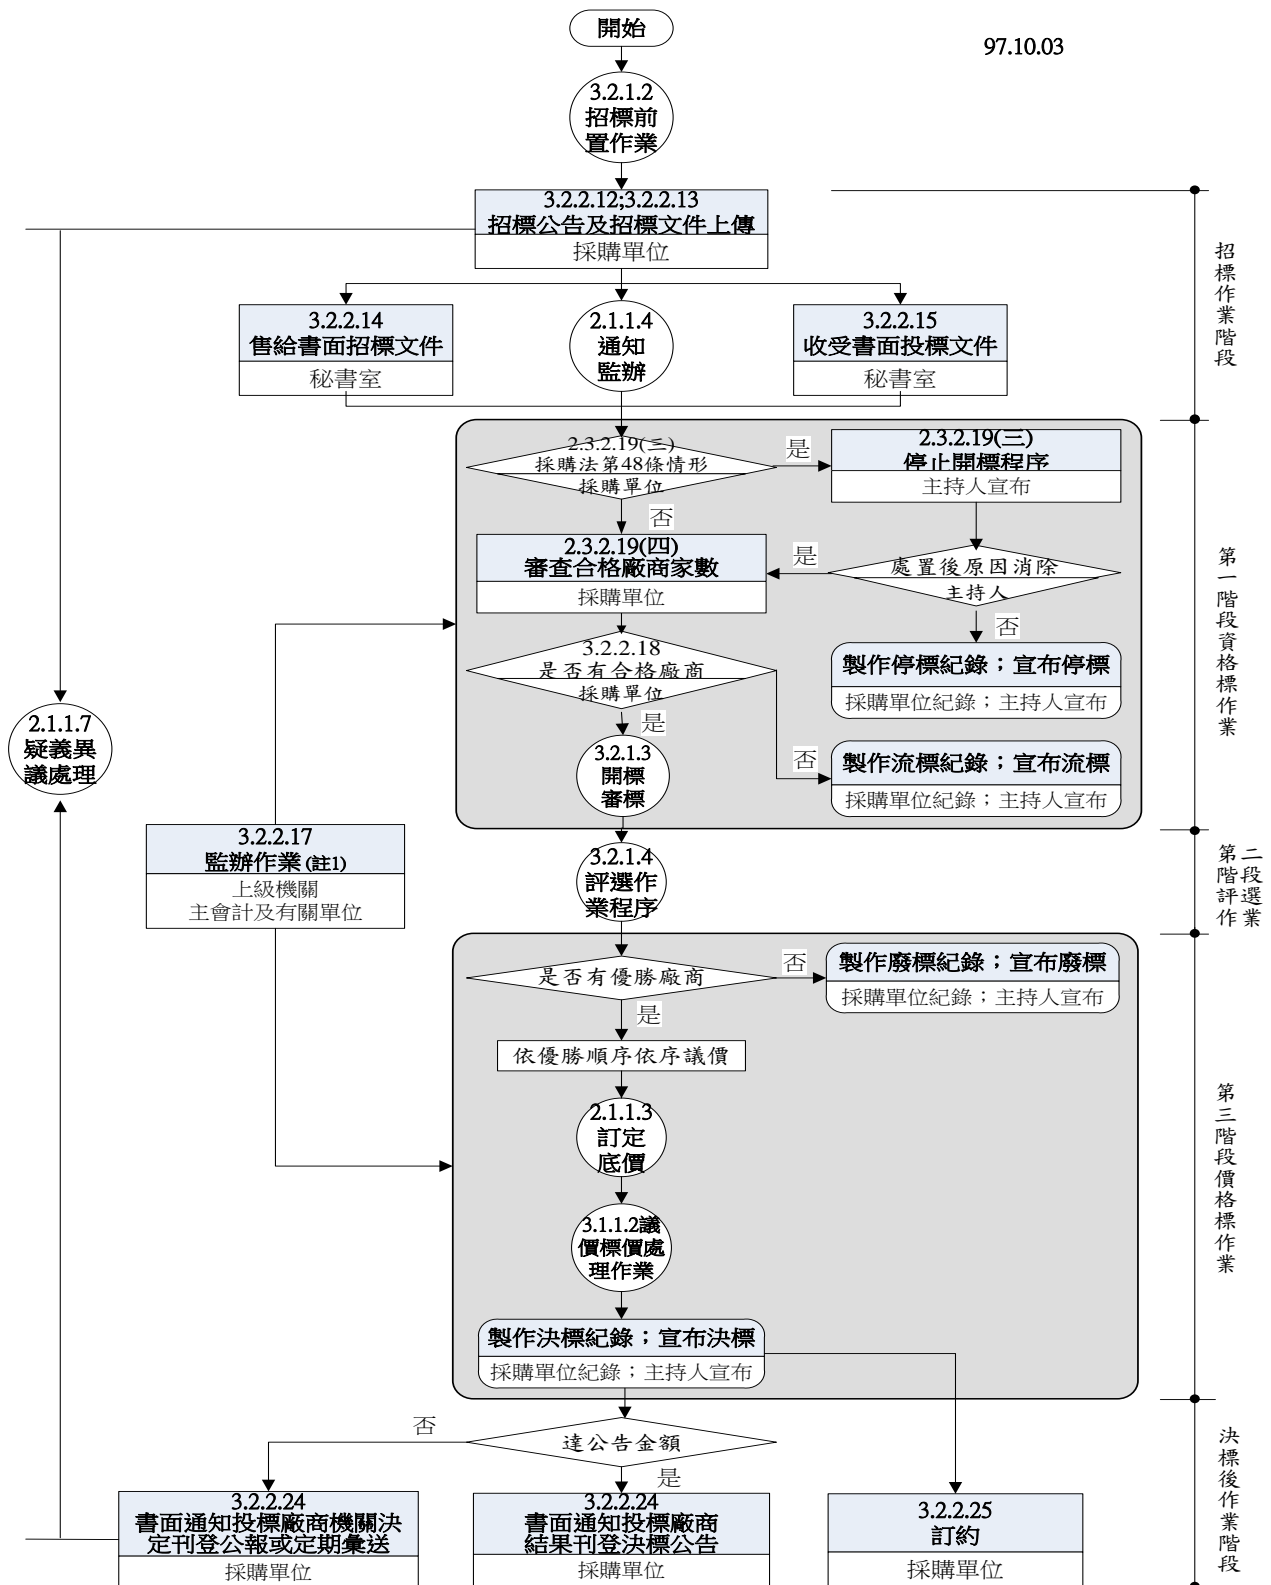 開始
97.10.03
3.2.1.2
招標前
置作業
3.2.2.12;3.2.2.13
招標公告及招標文件上傳
採購單位
招標作業階段
3.2.2.14
售給書面招標文件
秘書室
2.1.1.4
通知
監辦
3.2.2.15
收受書面投標文件
秘書室
2.3.2.19(三)
採購法第48條情形
採購單位
是
2.3.2.19(三)
停止開標程序
主持人宣布
否
2.3.2.19(四)
審查合格廠商家數
採購單位
是
處置後原因消除
主持人
否
第一階段資格標作業
3.2.2.18
是否有合格廠商
採購單位
製作停標紀錄；宣布停標
採購單位紀錄；主持人宣布
是
2.1.1.7
疑義異
議處理
3.2.1.3
開標
審標
否
製作流標紀錄；宣布流標
採購單位紀錄；主持人宣布
3.2.2.17
監辦作業(註1)
上級機關
主會計及有關單位
3.2.1.4
評選作
業程序
第二
階段
評選
作業
是否有優勝廠商
否
製作廢標紀錄；宣布廢標
採購單位紀錄；主持人宣布
是
依優勝順序依序議價
2.1.1.3
訂定
底價
第三階段價格標作業
3.1.1.2議
價標價處
理作業
製作決標紀錄；宣布決標
採購單位紀錄；主持人宣布
否
達公告金額
是
決標後作業階段
3.2.2.24
書面通知投標廠商機關決
定刊登公報或定期彙送
採購單位
3.2.2.24
書面通知投標廠商
結果刊登決標公告
採購單位
3.2.2.25
訂約
採購單位